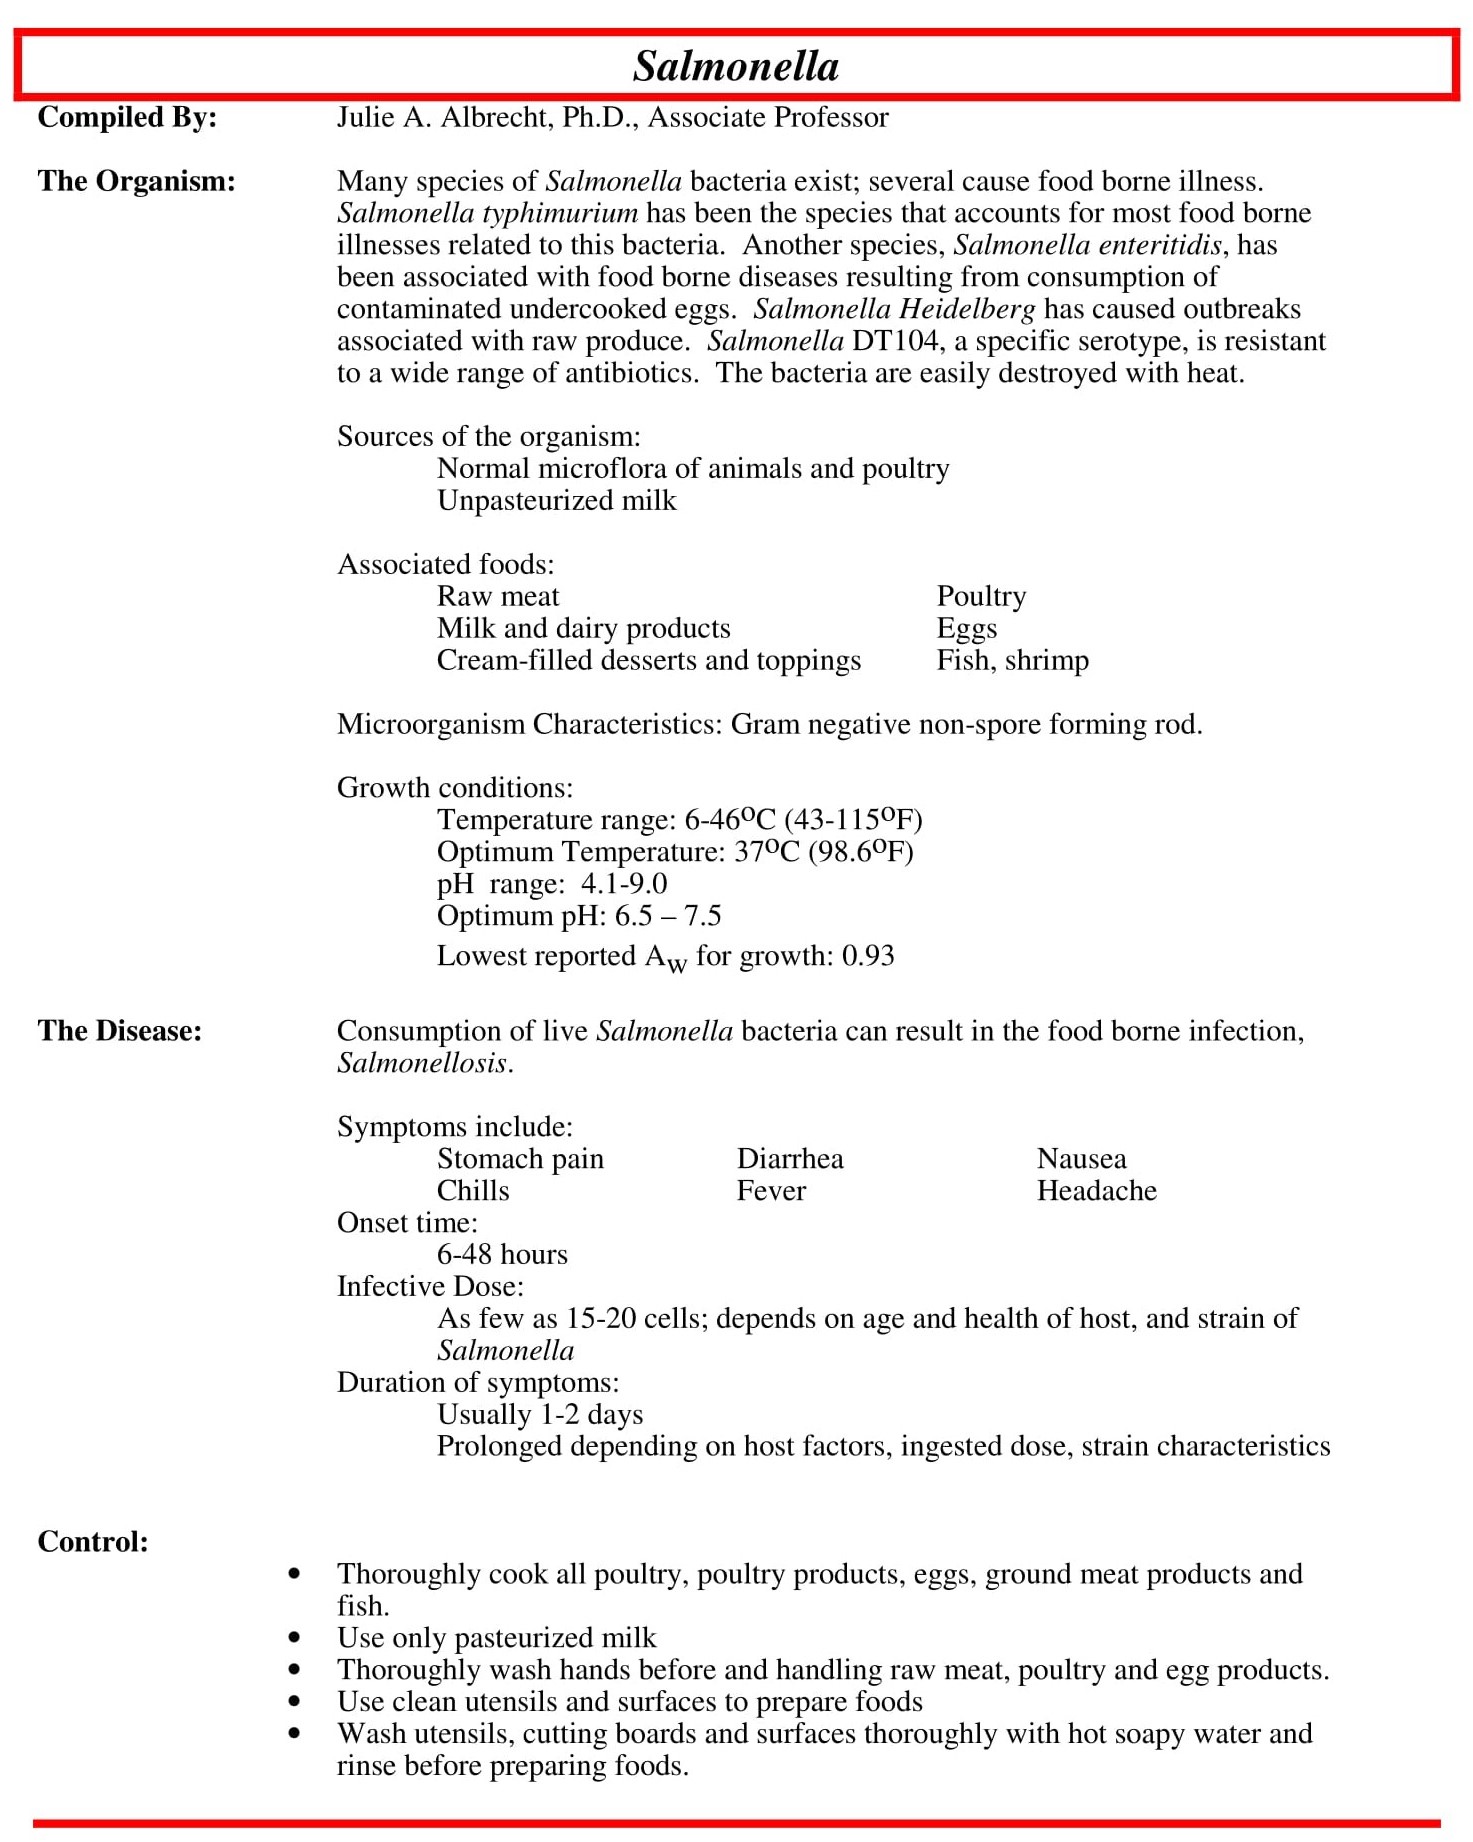 Salmonella
Compiled By: Julie A. Albrecht, Ph.D., Associate Professor
The Organism: Many species of Salmonella bacteria exist; several cause food borne illness.
Salmonella typhimurium has been the species that accounts for most food borne
illnesses related to this bacteria. Another species, Salmonella enteritidis, has
been associated with food borne diseases resulting from consumption of
contaminated undercooked eggs. Salmonella Heidelberg has caused outbreaks
associated with raw produce. Salmonella DT104, a specific serotype, is resistant
to a wide range of antibiotics. The bacteria are easily destroyed with heat.
Sources of the organism:
Normal microflora of animals and poultry
Unpasteurized milk
Associated foods:
Raw meat Poultry
Milk and dairy products Eggs
Cream-filled desserts and toppings Fish, shrimp
Microorganism Characteristics: Gram negative non-spore forming rod.
Growth conditions:
Temperature range: 6-46ºC (43-115ºF)
Optimum Temperature: 37ºC (98.6ºF)
pH range: 4.1-9.0
Optimum pH: 6.5 – 7.5
Lowest reported Aw for growth: 0.93
The Disease: Consumption of live Salmonella bacteria can result in the food borne infection,
Salmonellosis.
Symptoms include:
Stomach pain Diarrhea Nausea
Chills Fever Headache
Onset time:
6-48 hours
Infective Dose:
As few as 15-20 cells; depends on age and health of host, and strain of
Salmonella
Duration of symptoms:
Usually 1-2 days
Prolonged depending on host factors, ingested dose, strain characteristics
Control:
• Thoroughly cook all poultry, poultry products, eggs, ground meat products and
fish.
• Use only pasteurized milk
• Thoroughly wash hands before and handling raw meat, poultry and egg products.
• Use clean utensils and surfaces to prepare foods
• Wash utensils, cutting boards and surfaces thoroughly with hot soapy water and
rinse before preparing foods.